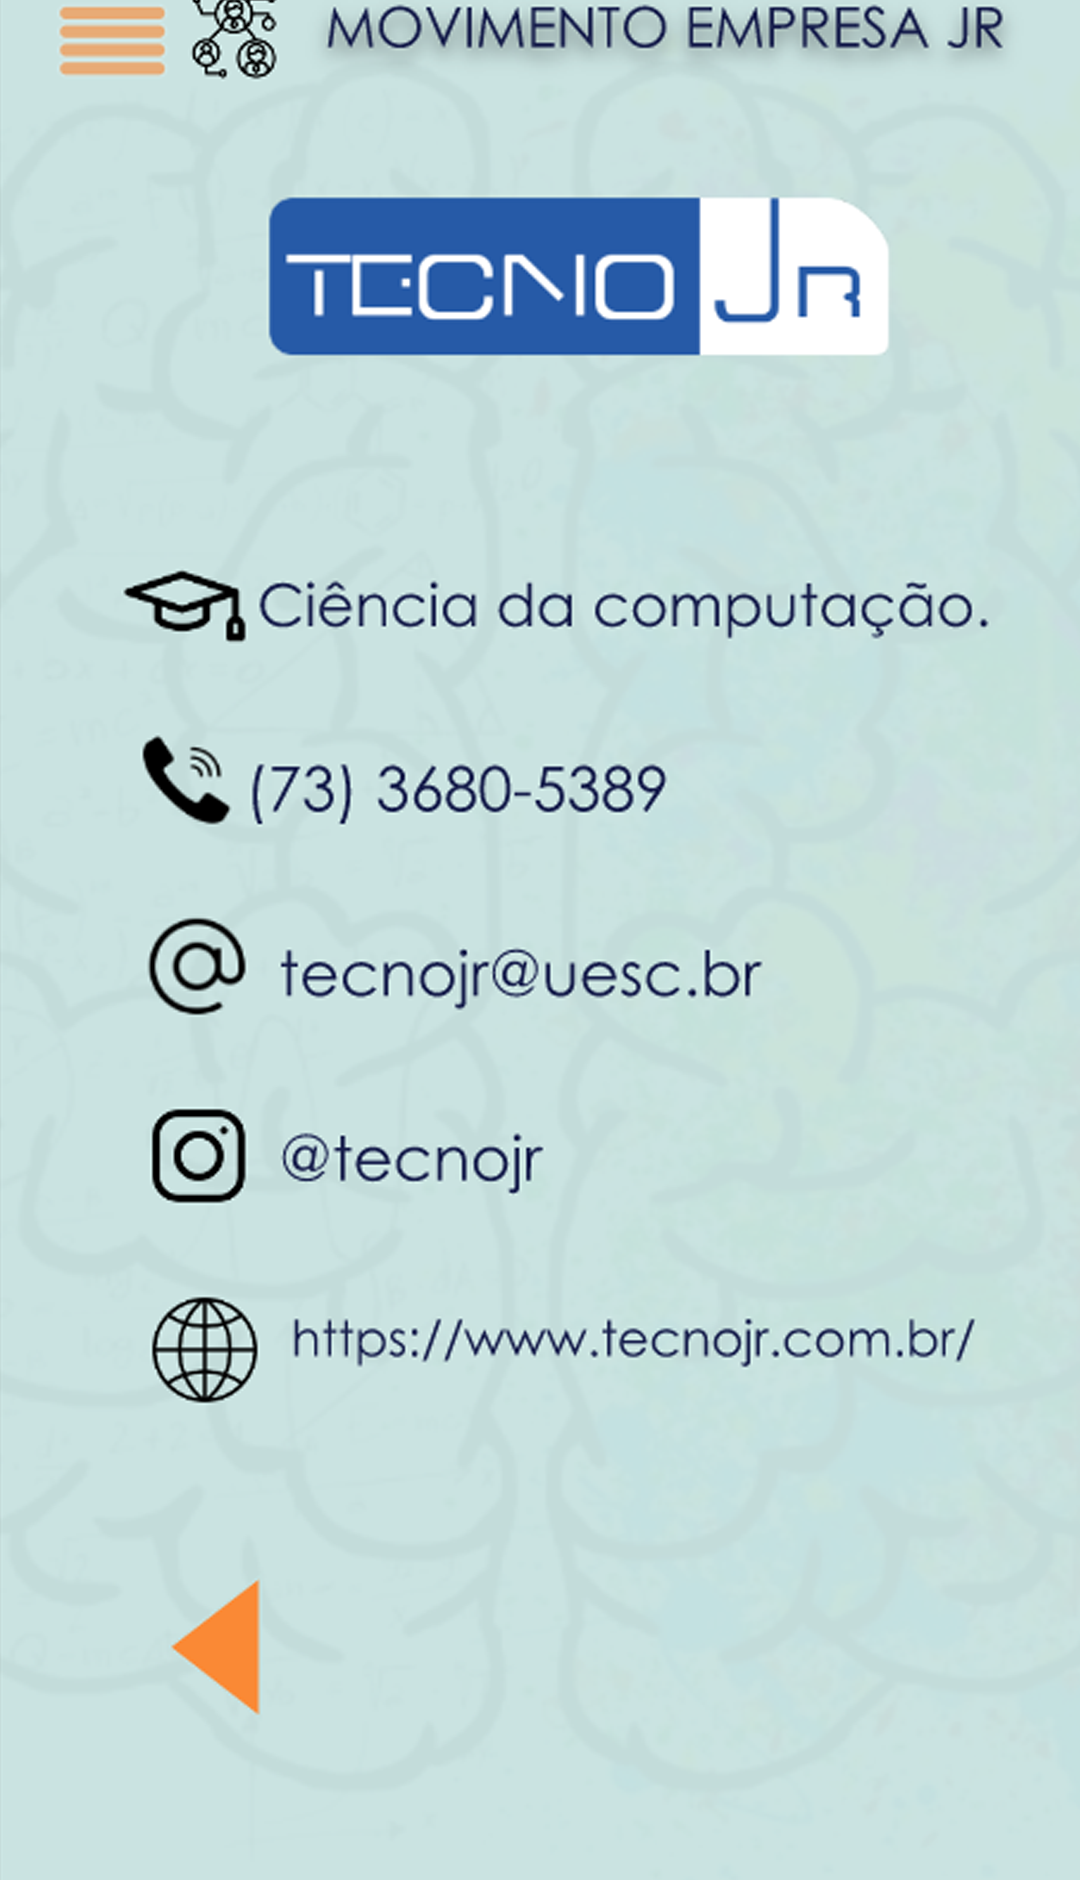 MOVIMENTO EMPRESA JR
TECNO JR
Ciência da computação.
(73) 3680-5389
tecnojr@uesc.br
@tecnojr
https://www.tecnojr.com.br/